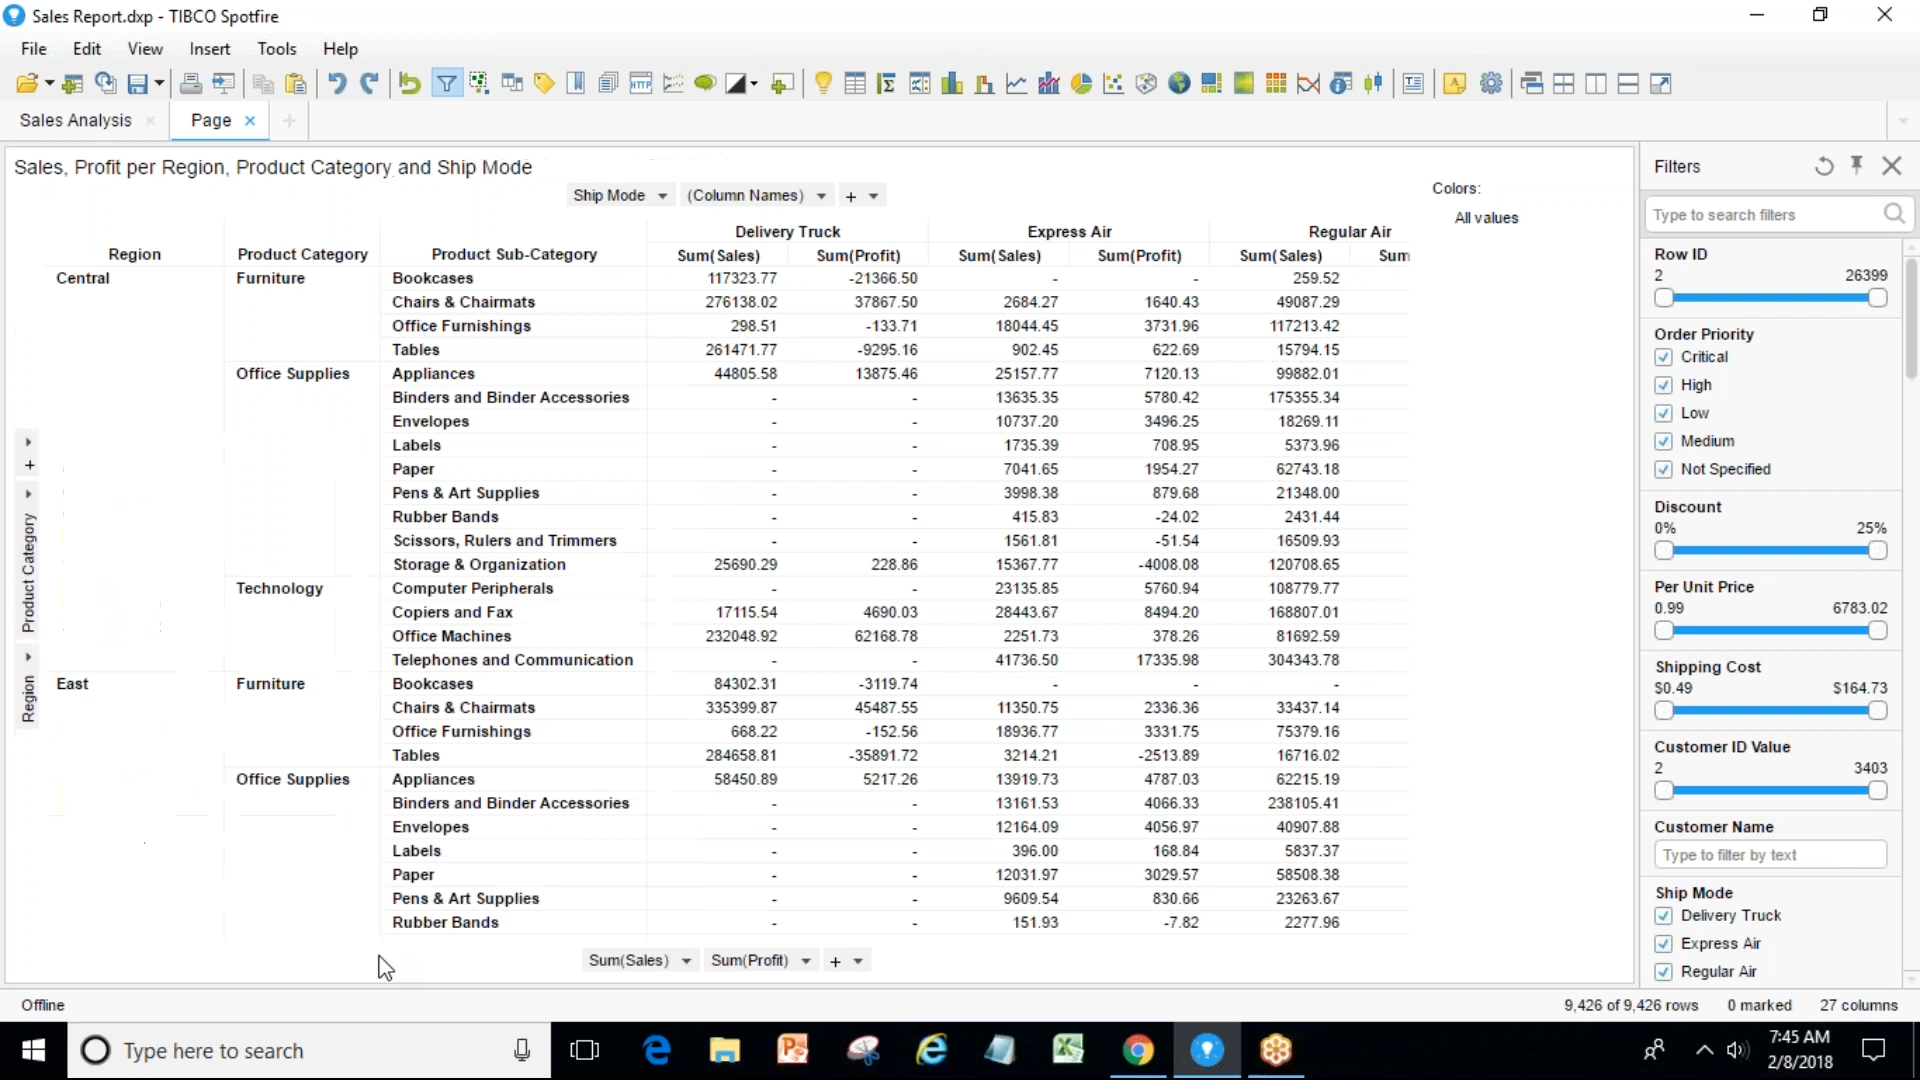 Sales Report.dxp - TIBCO Spotfire
File Edit View Insert Tools Help
Sales Analysis Page
Sales, Profit per Region, Product Category and Ship Mode
Ship Mode (Column Names) +
Delivery Truck Express Air Regular Air
Region Product Category Product Sub-Category Sum(Sales) Sum(Profit) Sum(Sales) Sum(Profit) Sum(Sales) Sum
Central Furniture Bookcases 117323.77 -21366.50 - - 259.52
Chairs & Chairmats 276138.02 37867.50 2684.27 1640.43 49087.29
Office Furnishings 298.51 -133.71 18044.45 3731.96 117213.42
Tables 261471.77 -9295.16 902.45 622.69 15794.15
Office Supplies Appliances 44805.58 13875.46 25157.77 7120.13 99882.01
Binders and Binder Accessories - - 13635.35 5780.42 175355.34
Envelopes - - 10737.20 3496.25 18269.11
Labels - - 1735.39 708.95 5373.96
Paper - - 7041.65 1954.27 62743.18
Pens & Art Supplies - - 3998.38 879.68 21348.00
Rubber Bands - - 415.83 -24.02 2431.44
Scissors, Rulers and Trimmers - - 1561.81 -51.54 16509.93
Storage & Organization 25690.29 228.86 15367.77 -4008.08 120708.65
Technology Computer Peripherals - - 23135.85 5760.94 108779.77
Copiers and Fax 17115.54 4690.03 28443.67 8494.20 168807.01
Office Machines 232048.92 62168.78 2251.73 378.26 81692.59
Telephones and Communication - - 41736.50 17335.98 304343.78
East Furniture Bookcases 84302.31 -3119.74 - - -
Chairs & Chairmats 335399.87 45487.55 11350.75 2336.36 33437.14
Office Furnishings 668.22 -152.56 18936.77 3331.75 75379.16
Tables 284658.81 -35891.72 3214.21 -2513.89 16716.02
Office Supplies Appliances 58450.89 5217.26 13919.73 4787.03 62215.19
Binders and Binder Accessories - - 13161.53 4066.33 238105.41
Envelopes - - 12164.09 4056.97 40907.88
Labels - - 396.00 168.84 5837.37
Paper - - 12031.97 3029.57 58508.38
Pens & Art Supplies - - 9609.54 830.66 23263.67
Rubber Bands - - 151.93 -7.82 2277.96
+
Product Category
Region
Sum(Sales) Sum(Profit) +
Colors:
All values
Filters
Type to search filters
Row ID
2 26399
Order Priority
Critical
High
Low
Medium
Not Specified
Discount
0% 25%
Per Unit Price
0.99 6783.02
Shipping Cost
$0.49 $164.73
Customer ID Value
2 3403
Customer Name
Type to filter by text
Ship Mode
Delivery Truck
Express Air
Regular Air
Offline 9,426 of 9,426 rows 0 marked 27 columns
Type here to search
7:45 AM
2/8/2018